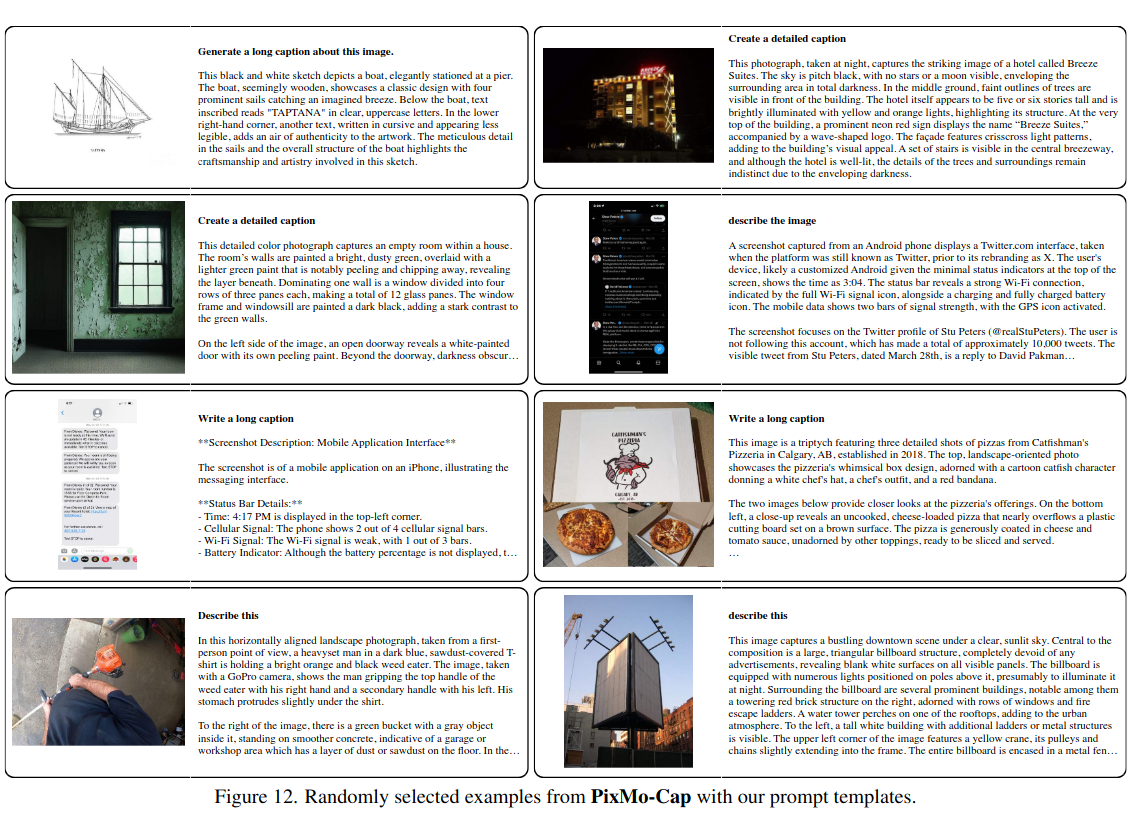 Generate a long caption about this image.
This black and white sketch depicts a boat, elegantly stationed at a pier.
The boat, seemingly wooden, showcases a classic design with four
prominent sails catching an imagined breeze. Below the boat, text
inscribed reads "TAPTANA" in clear, uppercase letters. In the lower
right-hand corner, another text, written in cursive and appearing less
legible, adds an air of authenticity to the artwork. The meticulous detail
in the sails and the overall structure of the boat highlights the
craftsmanship and artistry involved in this sketch.
BREEZE
Create a detailed caption
This photograph, taken at night, captures the striking image of a hotel called Breeze
Suites. The sky is pitch black, with no stars or a moon visible, enveloping the
surrounding area in total darkness. In the middle ground, faint outlines of trees are
visible in front of the building. The hotel itself appears to be five or six stories tall and is
brightly illuminated with yellow and orange lights, highlighting its structure. At the very
top of the building, a prominent neon red sign displays the name “Breeze Suites,”
accompanied by a wave-shaped logo. The façade features crisscross light patterns,
adding to the building’s visual appeal. A set of stairs is visible in the central breezeway,
and although the hotel is well-lit, the details of the trees and surroundings remain
indistinct due to the enveloping darkness.
Create a detailed caption
This detailed color photograph captures an empty room within a house.
The room’s walls are painted a bright, dusty green, overlaid with a
lighter green paint that is notably peeling and chipping away, revealing
the layer beneath. Dominating one wall is a window divided into four
rows of three panes each, making a total of 12 glass panes. The window
frame and windowsill are painted a dark black, adding a stark contrast to
the green walls.
On the left side of the image, an open doorway reveals a white-painted
door with its own peeling paint. Beyond the doorway, darkness obscur…
describe the image
A screenshot captured from an Android phone displays a Twitter.com interface, taken
when the platform was still known as Twitter, prior to its rebranding as X. The user's
device, likely a customized Android given the minimal status indicators at the top of the
screen, shows the time as 3:04. The status bar reveals a strong Wi-Fi connection,
indicated by the full Wi-Fi signal icon, alongside a charging and fully charged battery
icon. The mobile data shows two bars of signal strength, with the GPS icon activated.
The screenshot focuses on the Twitter profile of Stu Peters (@realStuPeters). The user is
not following this account, which has made a total of approximately 10,000 tweets. The
visible tweet from Stu Peters, dated March 28th, is a reply to David Pakman…
Write a long caption
**Screenshot Description: Mobile Application Interface**
The screenshot is of a mobile application on an iPhone, illustrating the
messaging interface.
**Status Bar Details:**
- Time: 4:17 PM is displayed in the top-left corner.
- Cellular Signal: The phone shows 2 out of 4 cellular signal bars.
- Wi-Fi Signal: The Wi-Fi signal is weak, with 1 out of 3 bars.
- Battery Indicator: Although the battery percentage is not displayed, t…
CATFISHMAN'S
PIZZERIA
CALGARY AB
Write a long caption
This image is a triptych featuring three detailed shots of pizzas from Catfishman's
Pizzeria in Calgary, AB, established in 2018. The top, landscape-oriented photo
showcases the pizzeria's whimsical box design, adorned with a cartoon catfish character
donning a white chef's hat, a chef's outfit, and a red bandana.
The two images below provide closer looks at the pizzeria's offerings. On the bottom
left, a close-up reveals an uncooked, cheese-loaded pizza that nearly overflows a plastic
cutting board set on a brown surface. The pizza is generously coated in cheese and
tomato sauce, unadorned by other toppings, ready to be sliced and served.
…
Describe this
In this horizontally aligned landscape photograph, taken from a first-
person point of view, a heavyset man in a dark blue, sawdust-covered T-
shirt is holding a bright orange and black weed eater. The image, taken
with a GoPro camera, shows the man gripping the top handle of the
weed eater with his right hand and a secondary handle with his left. His
stomach protrudes slightly under the shirt.
To the right of the image, there is a green bucket with a gray object
inside it, standing on smoother concrete, indicative of a garage or
workshop area which has a layer of dust or sawdust on the floor. In the…
describe this
This image captures a bustling downtown scene under a clear, sunlit sky. Central to the
composition is a large, triangular billboard structure, completely devoid of any
advertisements, revealing blank white surfaces on all visible panels. The billboard is
equipped with numerous lights positioned on poles above it, presumably to illuminate it
at night. Surrounding the billboard are several prominent buildings, notable among them
a towering red brick structure on the right, adorned with rows of windows and fire
escape ladders. A water tower perches on one of the rooftops, adding to the urban
atmosphere. To the left, a tall white building with additional ladders or metal structures
is visible. The upper left corner of the image features a yellow crane, its pulleys and
chains slightly extending into the frame. The entire billboard is encased in a metal fen…
Figure 12. Randomly selected examples from PixMo-Cap with our prompt templates.